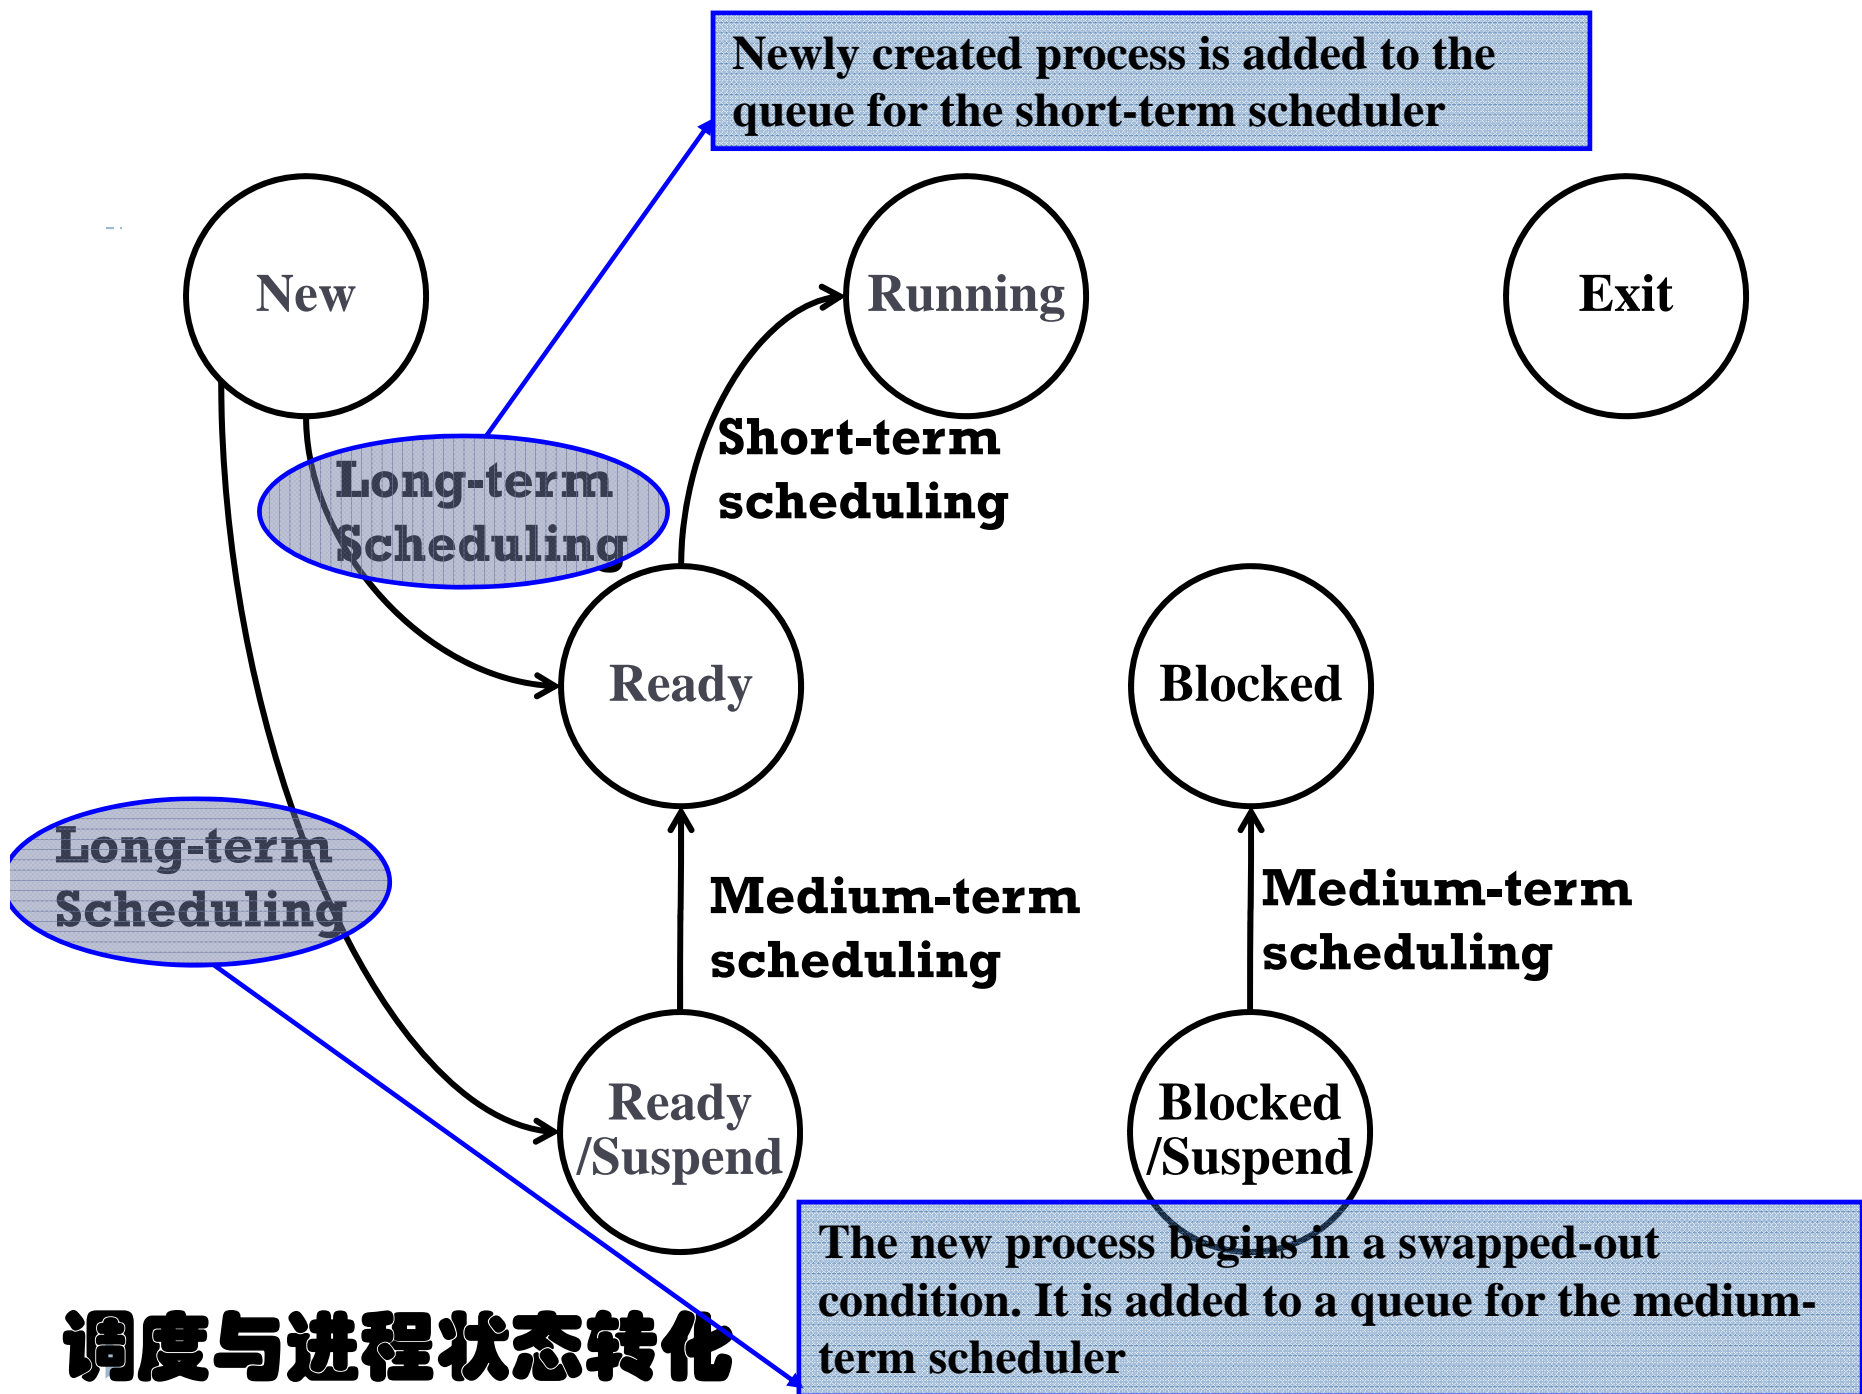 Newly created process is added to the
queue for the short-term scheduler
New
Running
Exit
Short-term
scheduling
Long-term
Scheduling
Ready
Blocked
Long-term
Scheduling
Medium-term
scheduling
Medium-term
scheduling
Ready
/Suspend
Blocked
/Suspend
The new process begins in a swapped-out
condition. It is added to a queue for the medium-
term scheduler
调度与进程状态转化